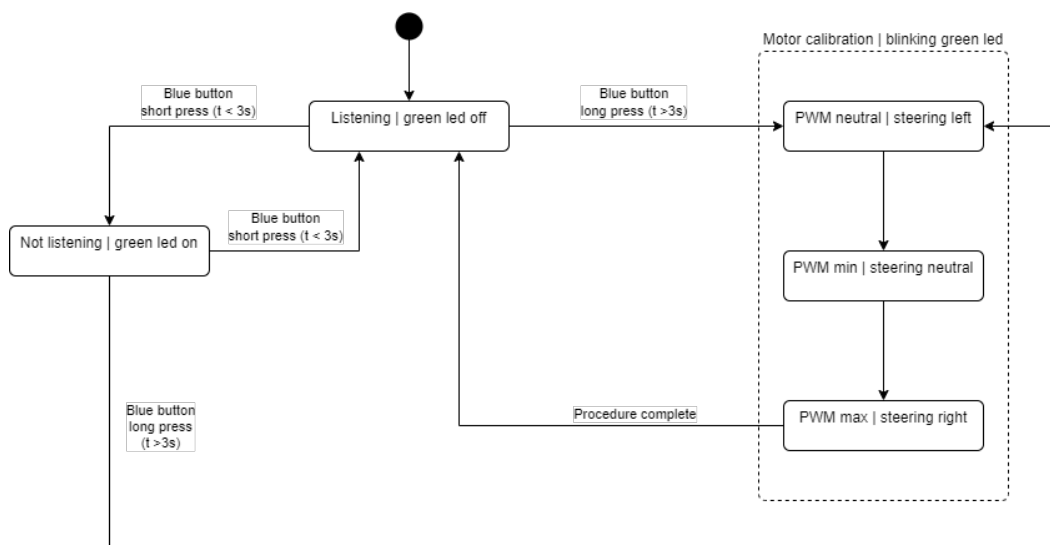 Motor calibration | blinking green led
Blue button
short press (t < 3s)
Listening | green led off
Blue button
long press (t >3s)
PWM neutral | steering left
Not listening | green led on
Blue button
short press (t < 3s)
PWM min | steering neutral
Blue button
long press
(t >3s)
Procedure complete
PWM max | steering right